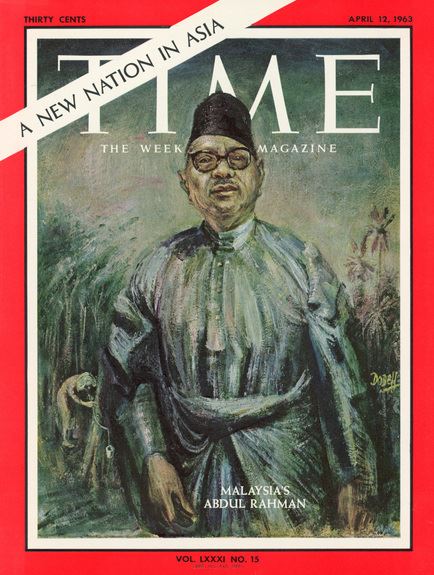 THIRTY CENTS
APRIL 12, 1963
A NEW NATION IN ASIA
TIME
THE WEEK MAGAZINE
Dobell
MALAYSIA'S
ABDUL RAHMAN
VOL. LXXXI NO. 15